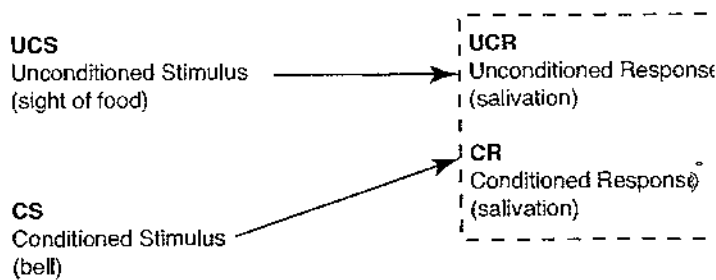 UCS
Unconditioned Stimulus
(sight of food)
UCR
Unconditioned Response
(salivation)
CR
Conditioned Response
(salivation)
CS
Conditioned Stimulus
(bell)